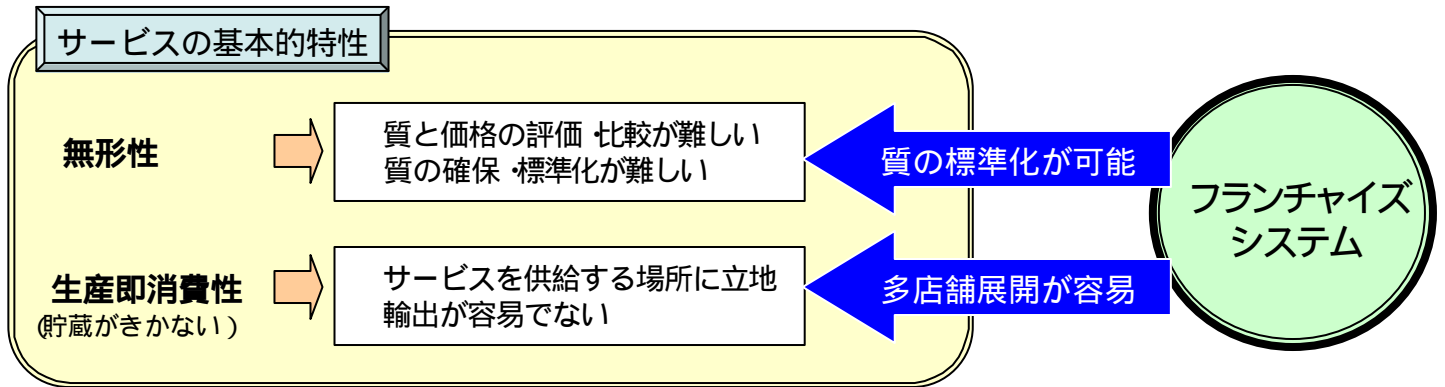 サービスの基本的特性
無形性
質と価格の評価・比較が難しい
質の確保・標準化が難しい
質の標準化が可能
フランチャイズ
システム
生産即消費性
(貯蔵がきかない)
サービスを供給する場所に立地
輸出が容易でない
多店舗展開が容易